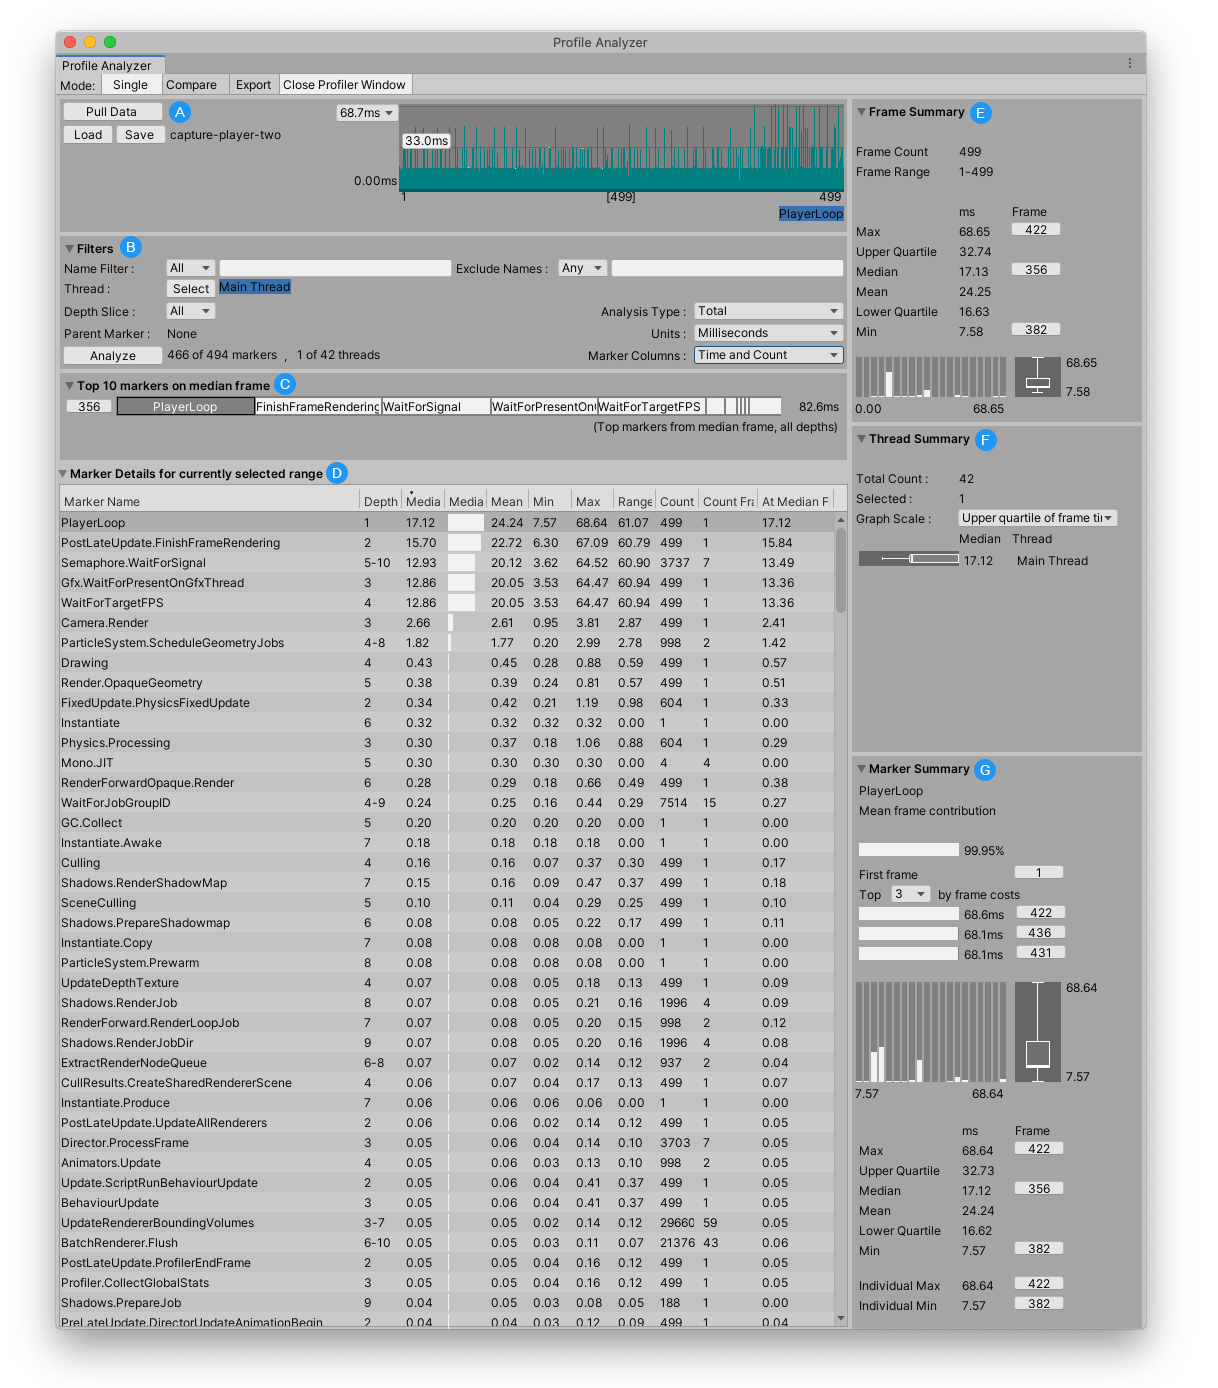 Profile Analyzer
Profile Analyzer
Mode: Single Compare Export Close Profiler Window
Pull Data A
Load Save capture-player-two
68.7ms
33.0ms
0.00ms
1 [499] 499
PlayerLoop
Filters B
Name Filter : All Exclude Names : Any
Thread : Select Main Thread
Depth Slice : All Analysis Type : Total
Parent Marker : None Units : Milliseconds
Analyze 466 of 494 markers , 1 of 42 threads Marker Columns : Time and Count
Top 10 markers on median frame C
356 PlayerLoop FinishFrameRendering WaitForSignal WaitForPresentOn WaitForTargetFPS 82.6ms
(Top markers from median frame, all depths)
Marker Details for currently selected range D
Marker Name Depth Media Media Mean Min Max Range Count Count Fra At Median F
PlayerLoop 1 17.12 24.24 7.57 68.64 61.07 499 1 17.12
PostLateUpdate.FinishFrameRendering 2 15.70 22.72 6.30 67.09 60.79 499 1 15.84
Semaphore.WaitForSignal 5-10 12.93 20.12 3.62 64.52 60.90 3737 7 13.49
Gfx.WaitForPresentOnGfxThread 3 12.86 20.05 3.53 64.47 60.94 499 1 13.36
WaitForTargetFPS 4 12.86 20.05 3.53 64.47 60.94 499 1 13.36
Camera.Render 3 2.66 2.61 0.95 3.81 2.87 499 1 2.41
ParticleSystem.ScheduleGeometryJobs 4-8 1.82 1.77 0.20 2.99 2.78 998 2 1.42
Drawing 4 0.43 0.45 0.28 0.88 0.59 499 1 0.57
Render.OpaqueGeometry 5 0.38 0.39 0.24 0.81 0.57 499 1 0.51
FixedUpdate.PhysicsFixedUpdate 2 0.34 0.42 0.21 1.19 0.98 604 1 0.33
Instantiate 6 0.32 0.32 0.32 0.32 0.00 1 1 0.00
Physics.Processing 3 0.30 0.37 0.18 1.06 0.88 604 1 0.29
Mono.JIT 5 0.30 0.30 0.30 0.30 0.00 4 4 0.00
RenderForwardOpaque.Render 6 0.28 0.29 0.18 0.66 0.49 499 1 0.38
WaitForJobGroupID 4-9 0.24 0.25 0.16 0.44 0.29 7514 15 0.27
GC.Collect 5 0.20 0.20 0.20 0.20 0.00 1 1 0.00
Instantiate.Awake 7 0.18 0.18 0.18 0.18 0.00 1 1 0.00
Culling 4 0.16 0.16 0.07 0.37 0.30 499 1 0.17
Shadows.RenderShadowMap 7 0.15 0.16 0.09 0.47 0.37 499 1 0.18
SceneCulling 5 0.10 0.11 0.04 0.29 0.25 499 1 0.10
Shadows.PrepareShadowmap 6 0.08 0.08 0.05 0.22 0.17 499 1 0.11
Instantiate.Copy 7 0.08 0.08 0.08 0.08 0.00 1 1 0.00
ParticleSystem.Prewarm 8 0.08 0.08 0.08 0.08 0.00 1 1 0.00
UpdateDepthTexture 4 0.07 0.08 0.05 0.18 0.13 499 1 0.09
Shadows.RenderJob 8 0.07 0.08 0.05 0.21 0.16 1996 4 0.09
RenderForward.RenderLoopJob 7 0.07 0.08 0.05 0.20 0.15 998 2 0.12
Shadows.RenderJobDir 9 0.07 0.08 0.05 0.20 0.16 1996 4 0.08
ExtractRenderNodeQueue 6-8 0.07 0.07 0.02 0.14 0.12 937 2 0.04
CullResults.CreateSharedRendererScene 4 0.06 0.07 0.04 0.17 0.13 499 1 0.07
Instantiate.Produce 7 0.06 0.06 0.06 0.06 0.00 1 1 0.00
PostLateUpdate.UpdateAllRenderers 2 0.06 0.06 0.02 0.14 0.12 499 1 0.05
Director.ProcessFrame 3 0.05 0.06 0.04 0.14 0.10 3703 7 0.05
Animators.Update 4 0.05 0.06 0.03 0.13 0.10 998 2 0.05
Update.ScriptRunBehaviourUpdate 2 0.05 0.06 0.04 0.41 0.37 499 1 0.05
BehaviourUpdate 3 0.05 0.06 0.04 0.41 0.37 499 1 0.05
UpdateRendererBoundingVolumes 3-7 0.05 0.05 0.02 0.14 0.12 29660 59 0.05
BatchRenderer.Flush 6-10 0.05 0.05 0.03 0.11 0.07 21376 43 0.06
PostLateUpdate.ProfilerEndFrame 2 0.05 0.05 0.04 0.16 0.12 499 1 0.05
Profiler.CollectGlobalStats 3 0.05 0.05 0.04 0.16 0.12 499 1 0.05
Shadows.PrepareJob 9 0.04 0.05 0.03 0.08 0.05 188 1 0.00
PreLateUpdate.DirectorUpdateAnimationBegin 2 0.04 0.04 0.03 0.12 0.09 499 1 0.04
Frame Summary E
Frame Count 499
Frame Range 1-499
ms Frame
Max 68.65 422
Upper Quartile 32.74
Median 17.13 356
Mean 24.25
Lower Quartile 16.63
Min 7.58 382
68.65
7.58
0.00 68.65
Thread Summary F
Total Count : 42
Selected : 1
Graph Scale : Upper quartile of frame tir
Median Thread
17.12 Main Thread
Marker Summary G
PlayerLoop
Mean frame contribution
99.95%
First frame 1
Top 3 by frame costs
68.6ms 422
68.1ms 436
68.1ms 431
68.64
7.57
7.57 68.64
ms Frame
Max 68.64 422
Upper Quartile 32.73
Median 17.12 356
Mean 24.24
Lower Quartile 16.62
Min 7.57 382
Individual Max 68.64 422
Individual Min 7.57 382